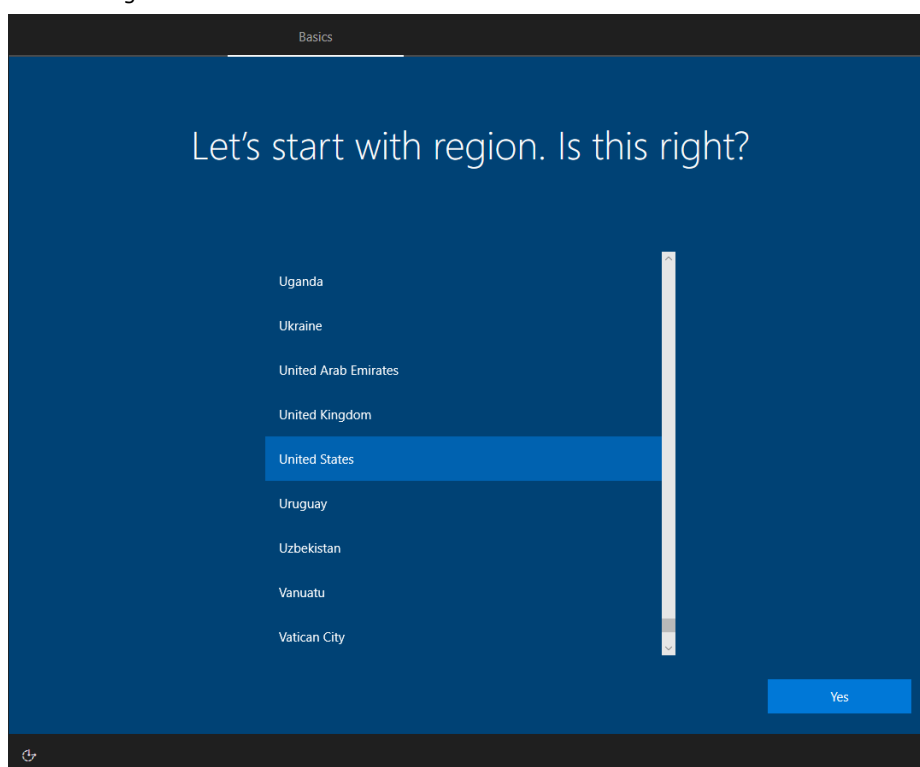 Basics
Let's start with region. Is this right?
Uganda
Ukraine
United Arab Emirates
United Kingdom
United States
Uruguay
Uzbekistan
Vanuatu
Vatican City
Yes